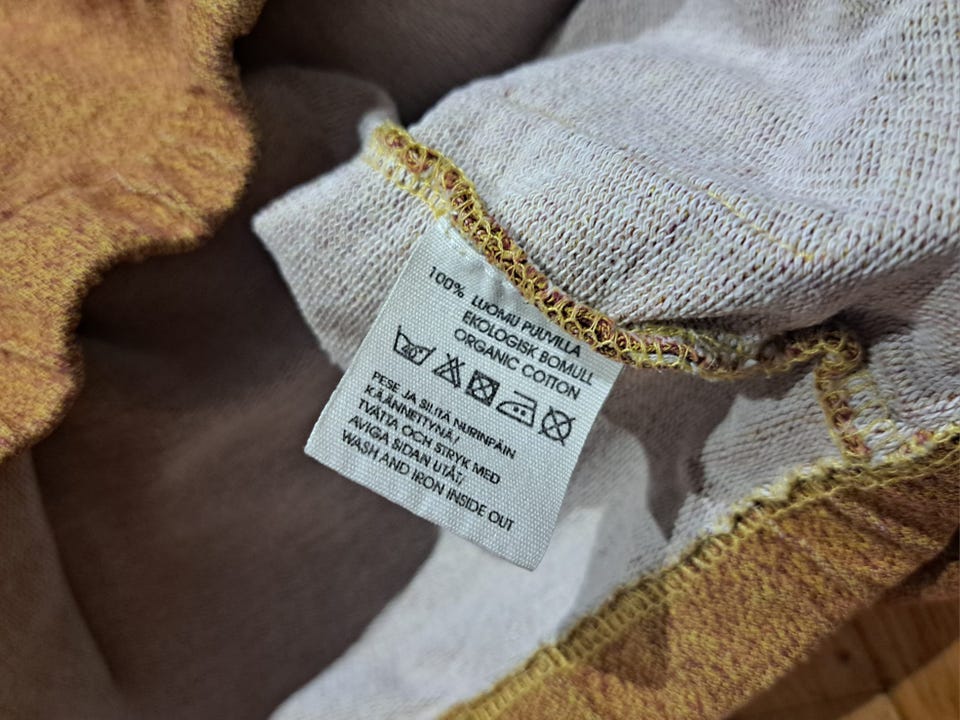 100% LUOMU PUUVILLA
EKOLOGISK BOMULL
ORGANIC COTTON
PESE JA SILITÄ NURINPÄIN
KÄÄNNETTYNÄ/
TVÄTTA OCH STRYK MED
AVIGA SIDAN UTÅT/
WASH AND IRON INSIDE OUT